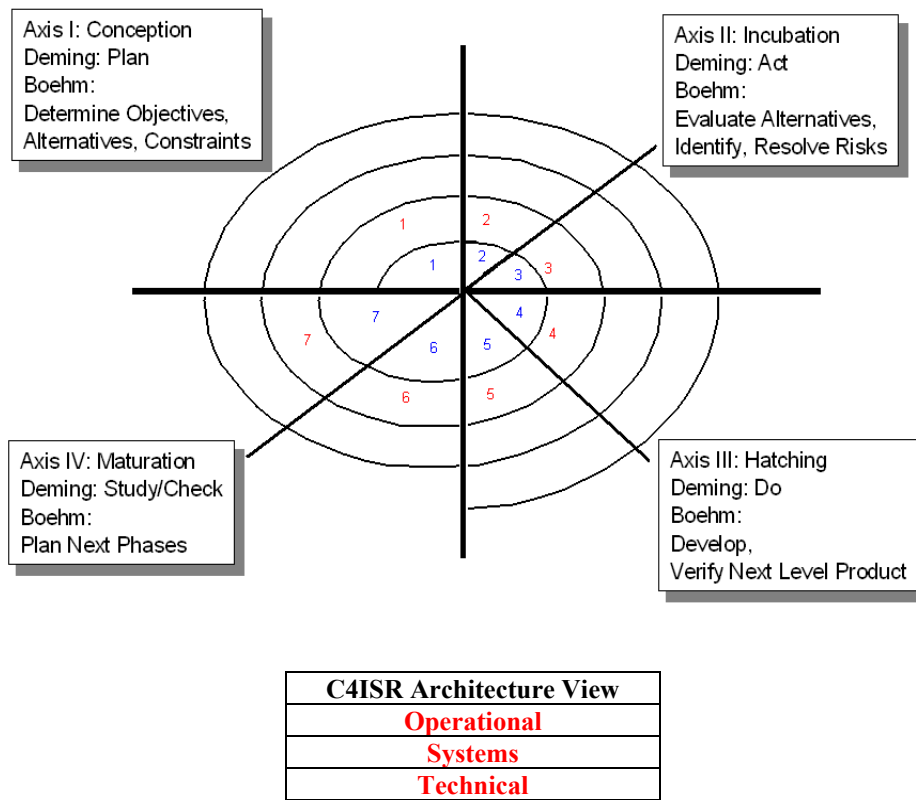 Axis I: Conception
Deming: Plan
Boehm:
Determine Objectives,
Alternatives, Constraints
Axis II: Incubation
Deming: Act
Boehm:
Evaluate Alternatives,
Identify, Resolve Risks
1
2
1
2
3
3
7
4
7
6
5
4
6
5
Axis IV: Maturation
Deming: Study/Check
Boehm:
Plan Next Phases
Axis III: Hatching
Deming: Do
Boehm:
Develop,
Verify Next Level Product
C4ISR Architecture View
Operational
Systems
Technical